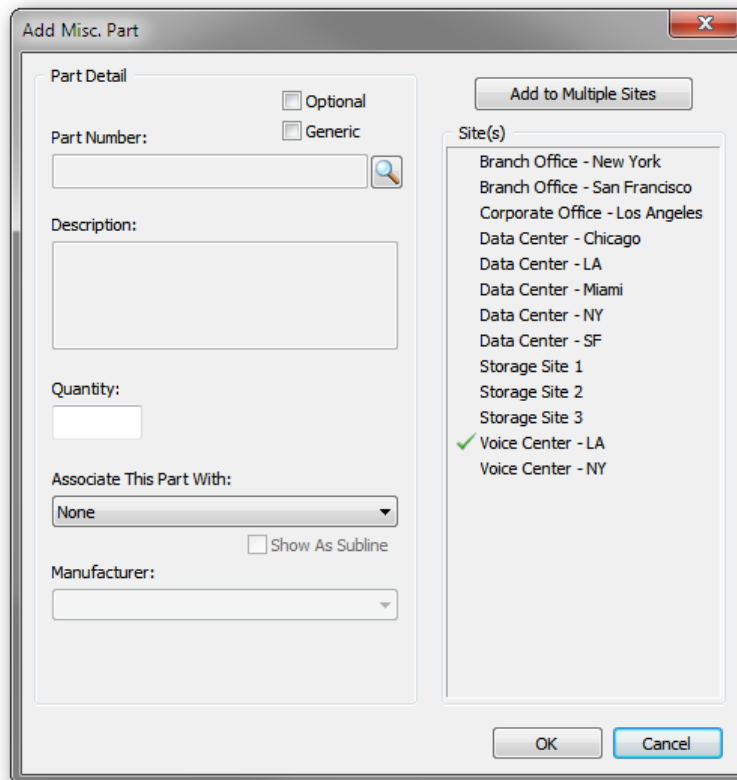 Add Misc. Part
Part Detail
Optional
Generic
Part Number:
Description:
Quantity:
Associate This Part With:
None
Show As Subline
Manufacturer:
Add to Multiple Sites
Site(s)
Branch Office - New York
Branch Office - San Francisco
Corporate Office - Los Angeles
Data Center - Chicago
Data Center - LA
Data Center - Miami
Data Center - NY
Data Center - SF
Storage Site 1
Storage Site 2
Storage Site 3
Voice Center - LA
Voice Center - NY
OK
Cancel